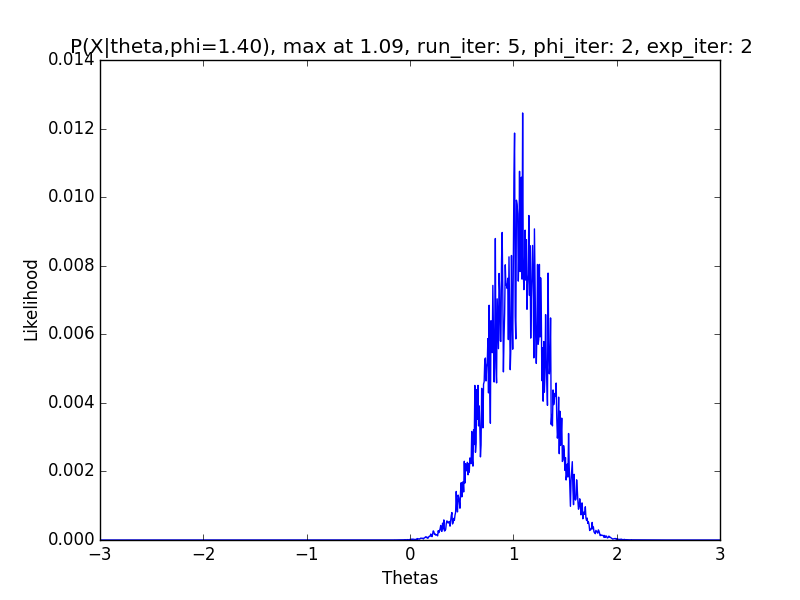 P(X|theta,phi=1.40), max at 1.09, run_iter: 5, phi_iter: 2, exp_iter: 2
0.014
0.012
0.010
0.008
0.006
0.004
0.002
0.000
Likelihood
−3 −2 −1 0 1 2 3
Thetas